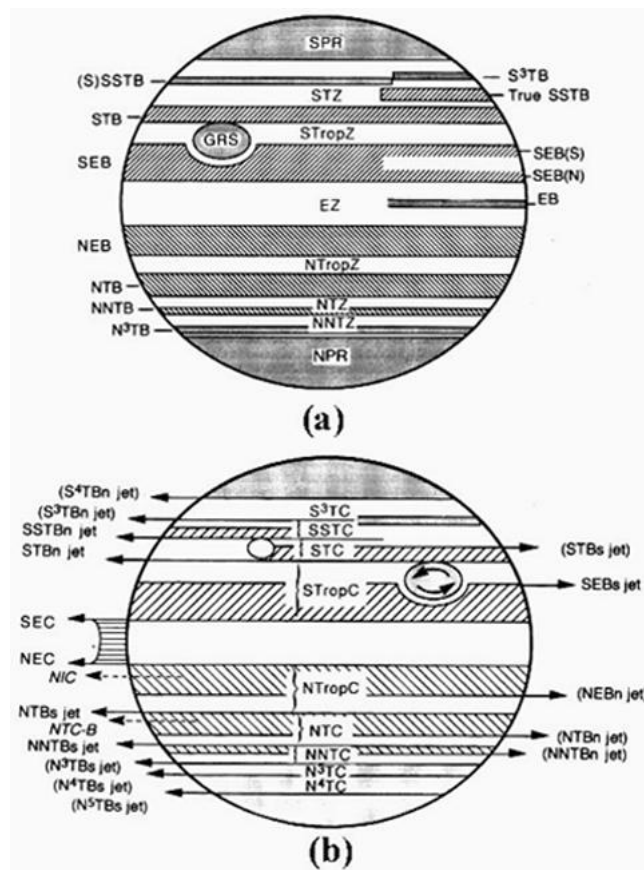 SPR
(S)SSTB
S³TB
STZ
True SSTB
STB
STropZ
GRS
SEB
SEB(S)
SEB(N)
EZ
EB
NEB
NTropZ
NTB
NTZ
NNTB
NNTZ
N³TB
NPR
(a)
(S⁴TBn jet)
(S³TBn jet)
S³TC
SSTBn jet
SSTC
STBn jet
STC
(STBs jet)
STropC
SEBs jet
SEC
NEC
NIC
NTropC
(NEBn jet)
NTBs jet
NTC-B
NTC
(NTBn jet)
NNTBs jet
NNTC
(NNTBn jet)
(N³TBs jet)
N³TC
(N⁴TBs jet)
N⁴TC
(N⁵TBs jet)
(b)